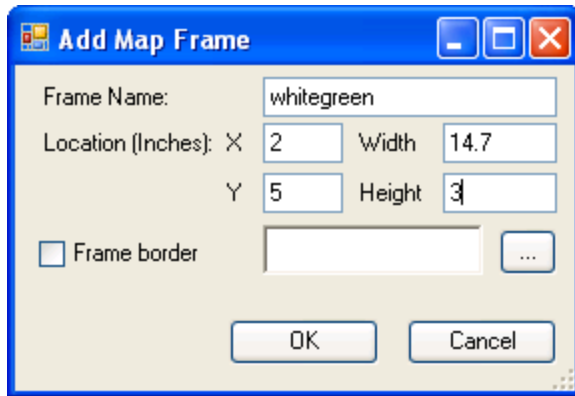 Add Map Frame
Frame Name: whitegreen
Location (Inches): X 2 Width 14.7
Y 5 Height 3
Frame border ...
OK Cancel